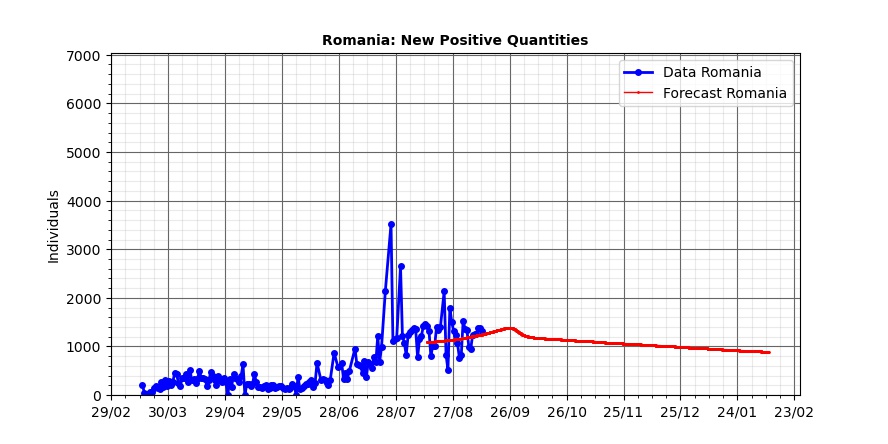 Romania: New Positive Quantities
Data Romania
Forecast Romania
Individuals
7000
6000
5000
4000
3000
2000
1000
0
29/02 30/03 29/04 29/05 28/06 28/07 27/08 26/09 26/10 25/11 25/12 24/01 23/02